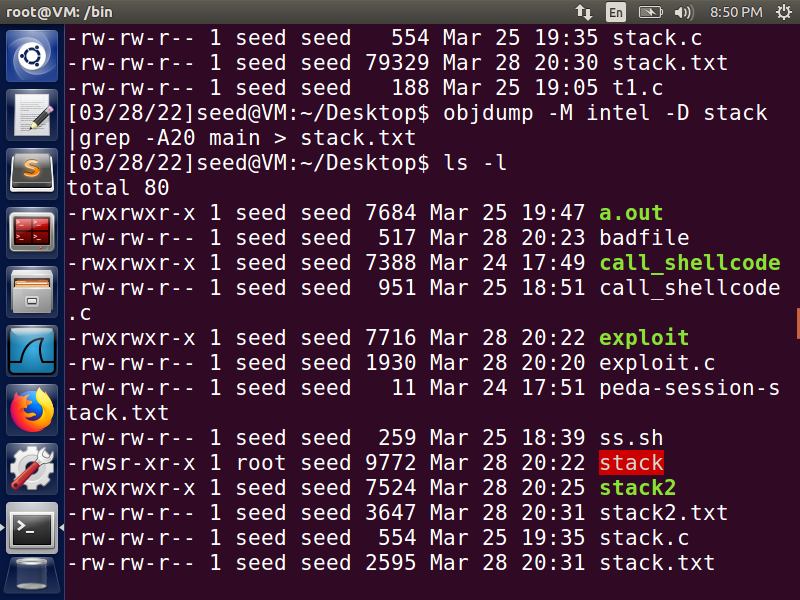 root@VM: /bin
En
8:50 PM
-rw-rw-r-- 1 seed seed   554 Mar 25 19:35 stack.c
-rw-rw-r-- 1 seed seed 79329 Mar 28 20:30 stack.txt
-rw-rw-r-- 1 seed seed   188 Mar 25 19:05 t1.c
[03/28/22]seed@VM:~/Desktop$ objdump -M intel -D stack
|grep -A20 main > stack.txt
[03/28/22]seed@VM:~/Desktop$ ls -l
total 80
-rwxrwxr-x 1 seed seed 7684 Mar 25 19:47 a.out
-rw-rw-r-- 1 seed seed  517 Mar 28 20:23 badfile
-rwxrwxr-x 1 seed seed 7388 Mar 24 17:49 call_shellcode
-rw-rw-r-- 1 seed seed  951 Mar 25 18:51 call_shellcode
.c
-rwxrwxr-x 1 seed seed 7716 Mar 28 20:22 exploit
-rw-rw-r-- 1 seed seed 1930 Mar 28 20:20 exploit.c
-rw-rw-r-- 1 seed seed   11 Mar 24 17:51 peda-session-s
tack.txt
-rw-rw-r-- 1 seed seed  259 Mar 25 18:39 ss.sh
-rwsr-xr-x 1 root seed 9772 Mar 28 20:22 stack
-rwxrwxr-x 1 seed seed 7524 Mar 28 20:25 stack2
-rw-rw-r-- 1 seed seed 3647 Mar 28 20:31 stack2.txt
-rw-rw-r-- 1 seed seed  554 Mar 25 19:35 stack.c
-rw-rw-r-- 1 seed seed 2595 Mar 28 20:31 stack.txt